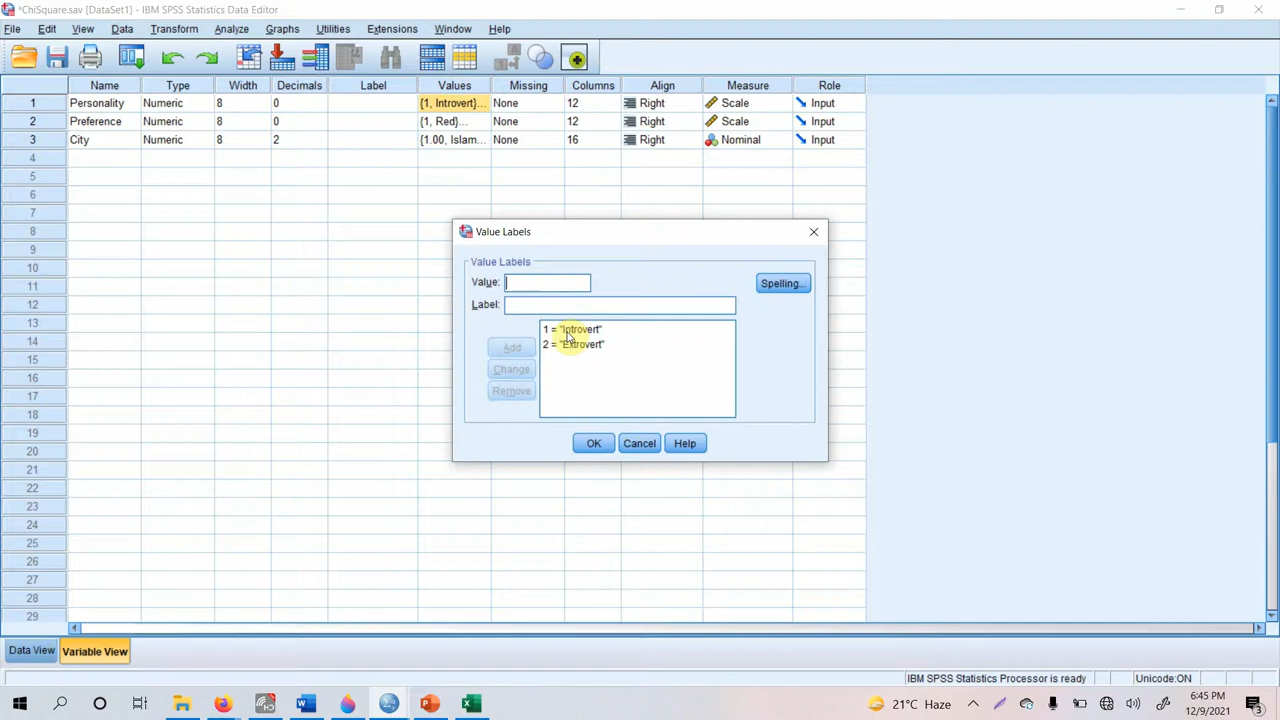 *ChiSquare.sav [DataSet1] - IBM SPSS Statistics Data Editor
File Edit View Data Transform Analyze Graphs Utilities Extensions Window Help
Name Type Width Decimals Label Values Missing Columns Align Measure Role
1 Personality Numeric 8 0 {1, Introvert}... None 12 Right Scale Input
2 Preference Numeric 8 0 {1, Red}... None 12 Right Scale Input
3 City Numeric 8 2 {1.00, Islam... None 16 Right Nominal Input
4
5
6
7
8
9
10
11
12
13
14
15
16
17
18
19
20
21
22
23
24
25
26
27
28
29
Value Labels
Value Labels
Value:
Spelling...
Label:
1 = "Introvert"
2 = "Extrovert"
Add
Change
Remove
OK Cancel Help
Data View Variable View
IBM SPSS Statistics Processor is ready Unicode:ON
21°C Haze
6:45 PM
12/9/2021
3